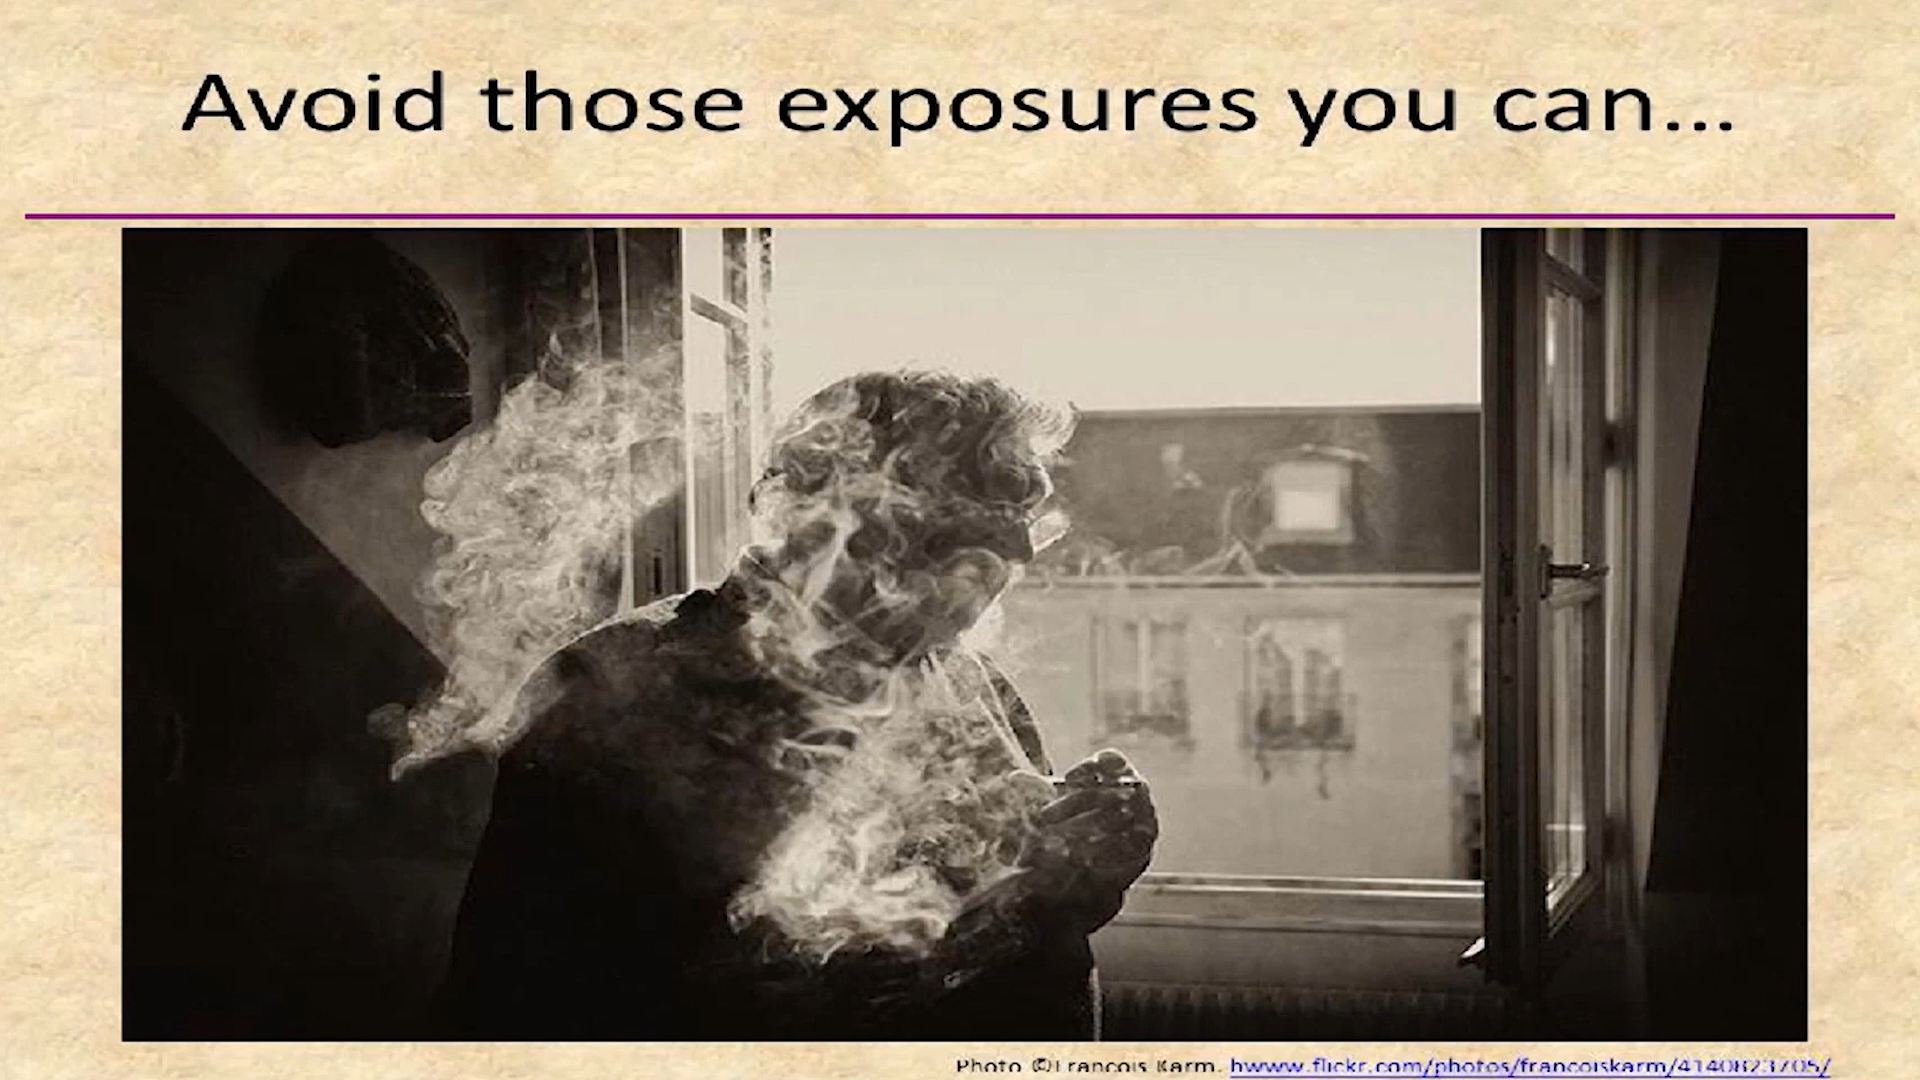 Avoid those exposures you can...
Photo ©Francois Karm. hwww.flickr.com/photos/francoiskarm/4140823705/